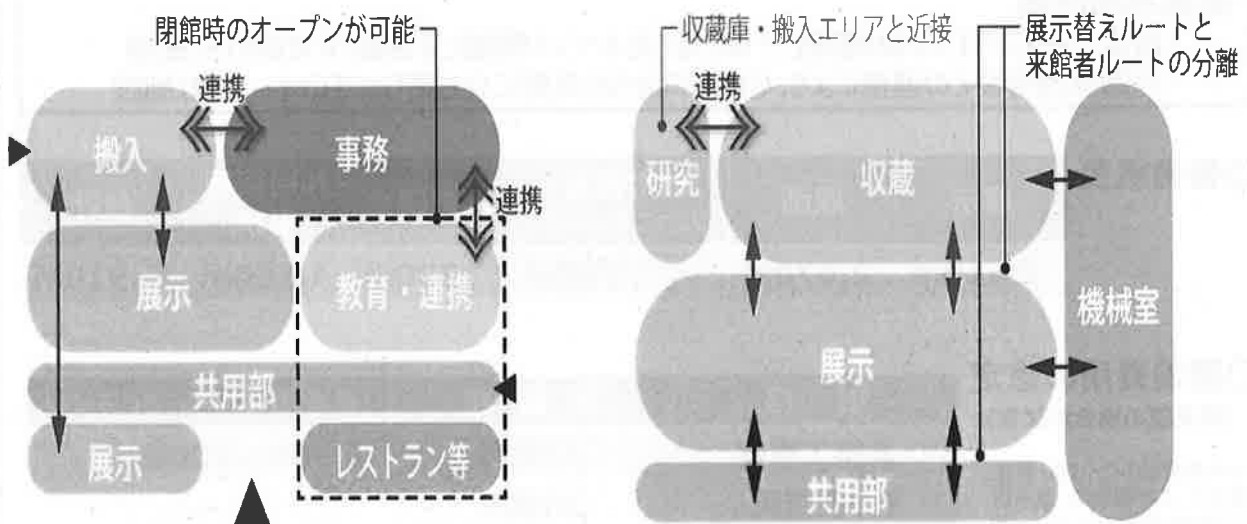 閉館時のオープンが可能
連携
搬入
事務
連携
展示
教育・連携
共用部
展示
レストラン等
収蔵庫・搬入エリアと近接
展示替えルートと
来館者ルートの分離
連携
研究
収蔵
機械室
展示
共用部